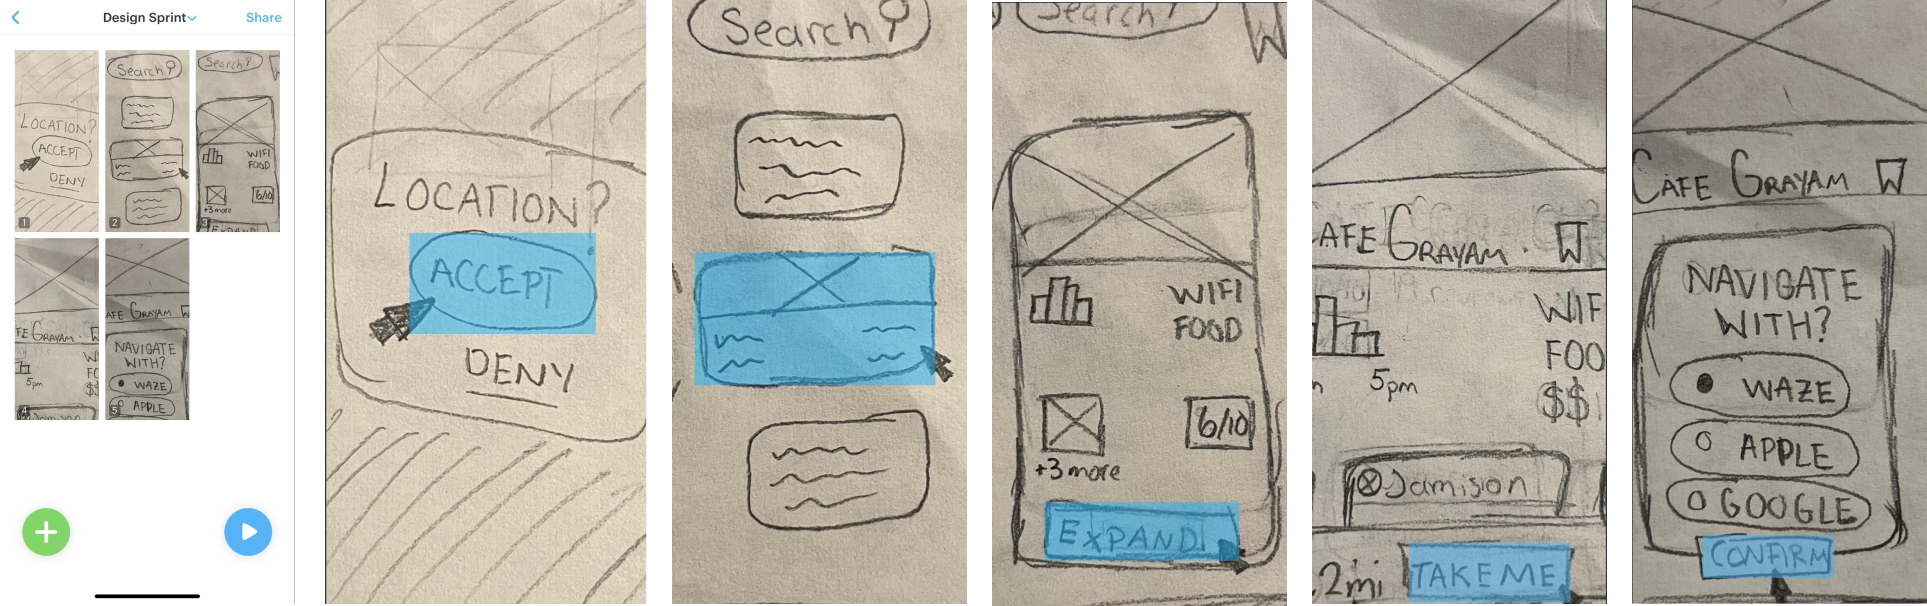 Design Sprint
Share
Search
Search
LOCATION?
ACCEPT
DENY
WIFI
FOOD
+3 more
6/10
EXPAND
1
2
3
FE GRAYAM
5pm
Jamison
4
AFE GRAYAM
NAVIGATE
WITH?
WAZE
APPLE
5
LOCATION?
ACCEPT
DENY
Search
Search
WIFI
FOOD
+3 more
6/10
EXPAND
AFE GRAYAM
WIF
FOO
5pm
$$
Jamison
2mi
TAKE ME
CAFE GRAYAM
NAVIGATE
WITH?
WAZE
APPLE
GOOGLE
CONFIRM